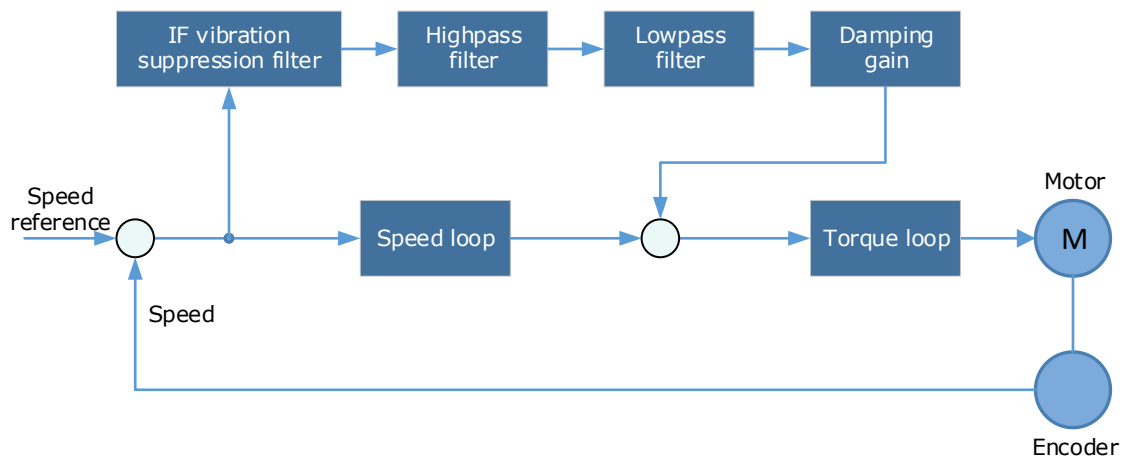 IF vibration
suppression filter
Highpass
filter
Lowpass
filter
Damping
gain
Speed
reference
Speed loop
Torque loop
Motor
M
Speed
Encoder